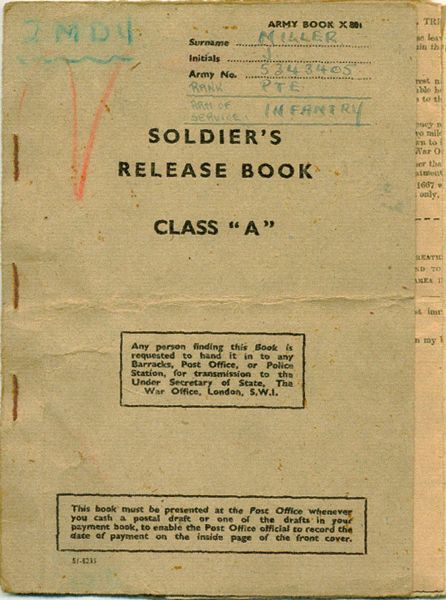 2 MD4
ARMY BOOK X 801
Surname MILLER
Initials J
Army No. 5343405
RANK PTE
ARM OF SERVICE: INFANTRY
SOLDIER'S
RELEASE BOOK
CLASS "A"
Any person finding this Book is
requested to hand it in to any
Barracks, Post Office, or Police
Station, for transmission to the
Under Secretary of State, The
War Office, London, S.W.I.
This book must be presented at the Post Office whenever
you cash a postal draft or one of the drafts in your
payment book, to enable the Post Office official to record the
date of payment on the inside page of the front cover.
51-8235